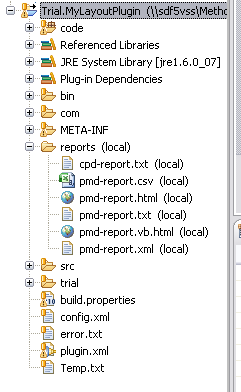 Trial.MyLayoutPlugin (\\sdf5vss\Metho
code
Referenced Libraries
JRE System Library [jre1.6.0_07]
Plug-in Dependencies
bin
com
META-INF
reports (local)
cpd-report.txt (local)
pmd-report.csv (local)
pmd-report.html (local)
pmd-report.txt (local)
pmd-report.vb.html (local)
pmd-report.xml (local)
src
trial
build.properties
config.xml
error.txt
plugin.xml
Temp.txt